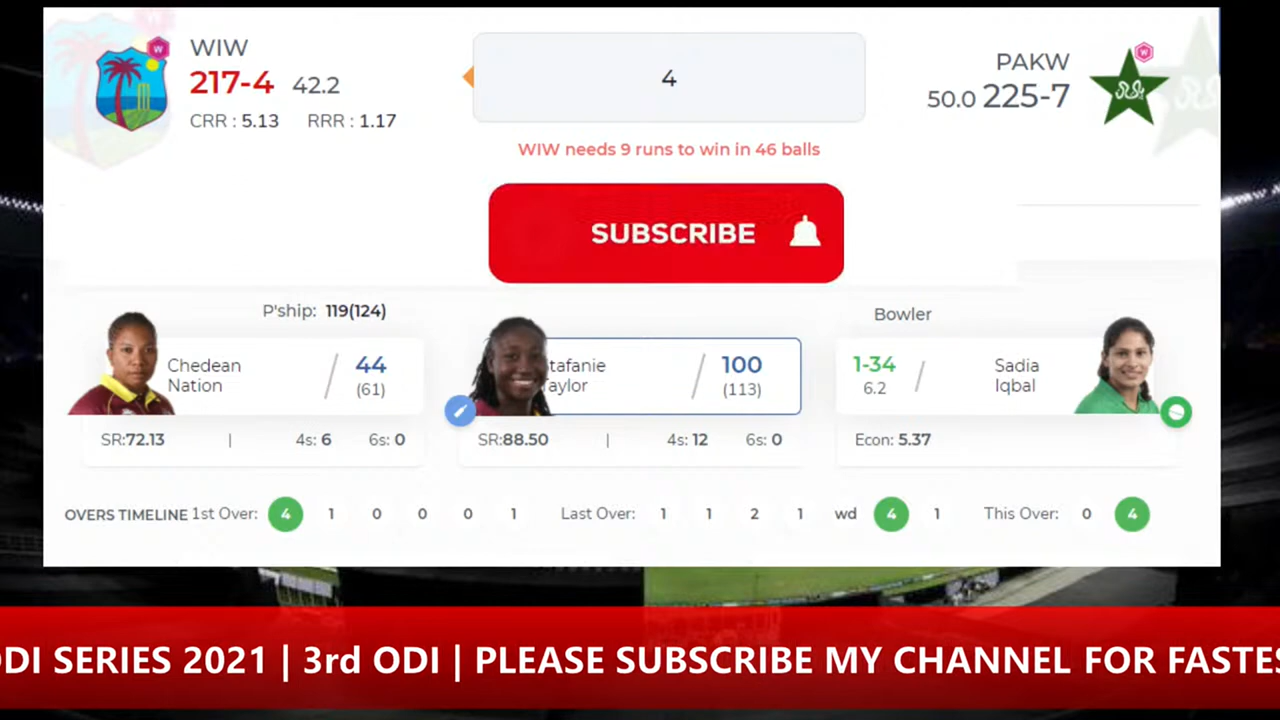 WIW
217-4 42.2
CRR : 5.13 RRR : 1.17
4
PAKW
50.0 225-7
WIW needs 9 runs to win in 46 balls
SUBSCRIBE
P'ship: 119(124)
Bowler
Chedean
Nation
44
(61)
tafanie
aylor
100
(113)
1-34
6.2
Sadia
Iqbal
SR:72.13 | 4s: 6 6s: 0
SR:88.50 | 4s: 12 6s: 0
Econ: 5.37
OVERS TIMELINE 1st Over: 4 1 0 0 0 1 Last Over: 1 1 2 1 wd 4 1 This Over: 0 4
DI SERIES 2021 | 3rd ODI | PLEASE SUBSCRIBE MY CHANNEL FOR FASTES